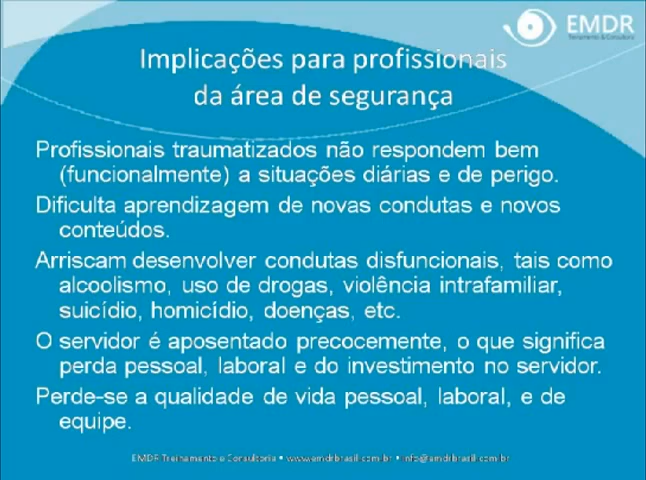 EMDR
Treinamento & Consultoria
Implicações para profissionais
da área de segurança
Profissionais traumatizados não respondem bem
(funcionalmente) a situações diárias e de perigo.
Dificulta aprendizagem de novas condutas e novos
conteúdos.
Arriscam desenvolver condutas disfuncionais, tais como
alcoolismo, uso de drogas, violência intrafamiliar,
suicídio, homicídio, doenças, etc.
O servidor é aposentado precocemente, o que significa
perda pessoal, laboral e do investimento no servidor.
Perde-se a qualidade de vida pessoal, laboral, e de
equipe.
EMDR Treinamento e Consultoria • www.emdrbrasil.com.br • info@emdrbrasil.com.br